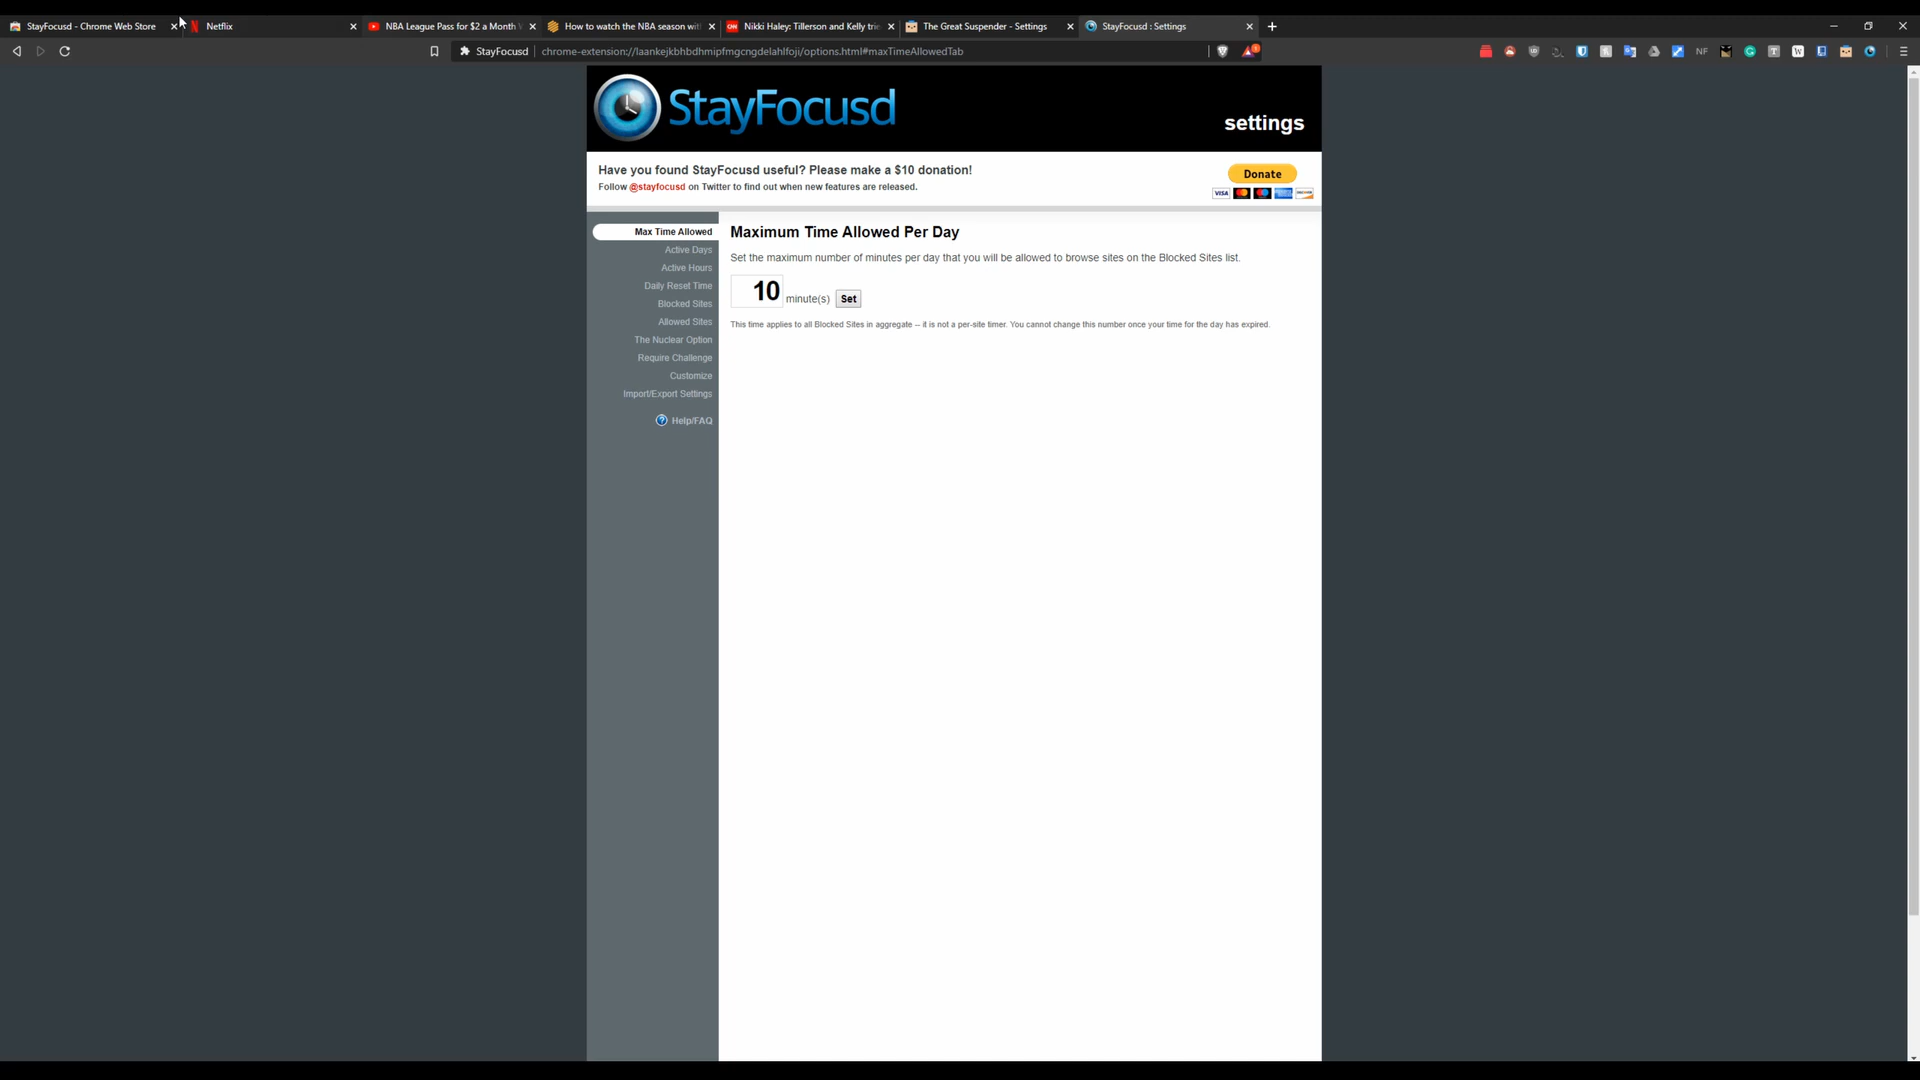 StayFocusd - Chrome Web Store
Netflix
NBA League Pass for $2 a Month
How to watch the NBA season wit
Nikki Haley: Tillerson and Kelly trie
The Great Suspender - Settings
StayFocusd : Settings
StayFocusd
chrome-extension://laankejkbhbdhmipfmgcngdelahlfoji/options.html#maxTimeAllowedTab
1
NF
T
W
StayFocusd
settings
Have you found StayFocusd useful? Please make a $10 donation!
Follow @stayfocusd on Twitter to find out when new features are released.
Donate
VISA
Max Time Allowed
Active Days
Active Hours
Daily Reset Time
Blocked Sites
Allowed Sites
The Nuclear Option
Require Challenge
Customize
Import/Export Settings
? Help/FAQ
Maximum Time Allowed Per Day
Set the maximum number of minutes per day that you will be allowed to browse sites on the Blocked Sites list.
10 minute(s) Set
This time applies to all Blocked Sites in aggregate -- it is not a per-site timer. You cannot change this number once your time for the day has expired.